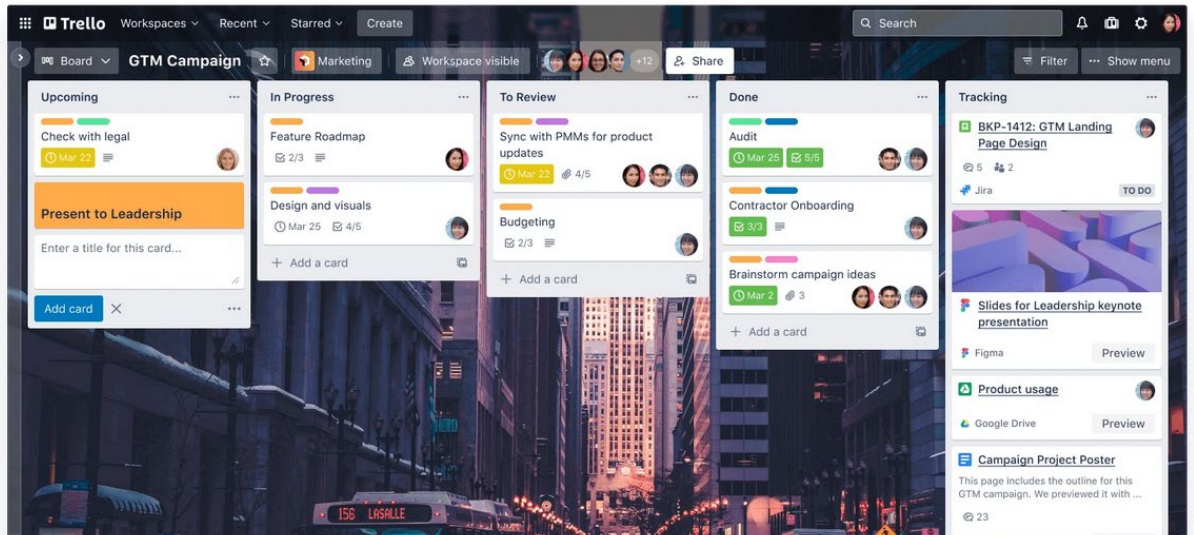 Trello Workspaces Recent Starred Create Search
Board GTM Campaign Marketing Workspace visible +12 Share Filter ... Show menu
Upcoming
Check with legal
Mar 22
Present to Leadership
Enter a title for this card...
Add card
In Progress
Feature Roadmap
2/3
Design and visuals
Mar 25 4/5
+ Add a card
To Review
Sync with PMMs for product
updates
Mar 22 4/5
Budgeting
2/3
+ Add a card
Done
Audit
Mar 25 5/5
Contractor Onboarding
3/3
Brainstorm campaign ideas
Mar 2 3
+ Add a card
Tracking
BKP-1412: GTM Landing
Page Design
5 2
Jira TO DO
Slides for Leadership keynote
presentation
Figma Preview
Product usage
Google Drive Preview
Campaign Project Poster
This page includes the outline for this
GTM campaign. We previewed it with ...
23
156 LASALLE